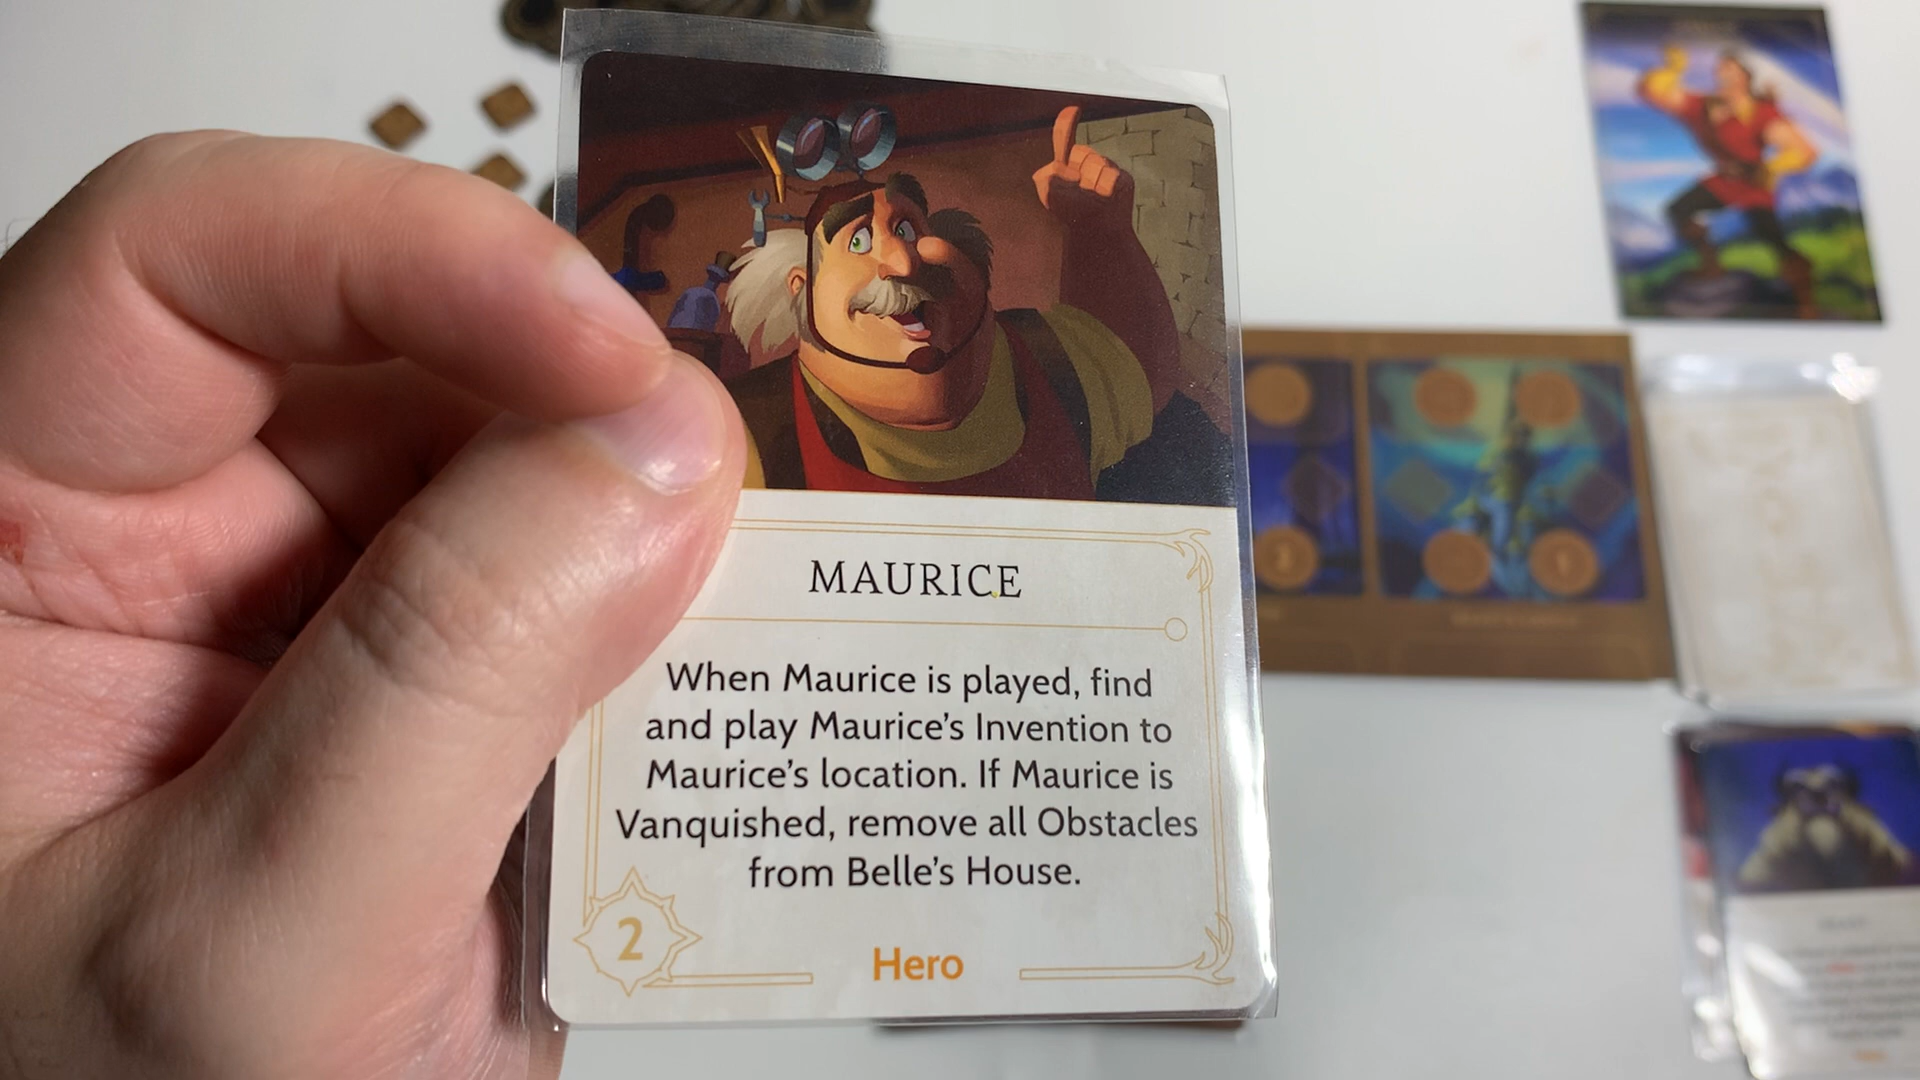 MAURICE
When Maurice is played, find
and play Maurice's Invention to
Maurice's location. If Maurice is
Vanquished, remove all Obstacles
from Belle's House.
2
Hero